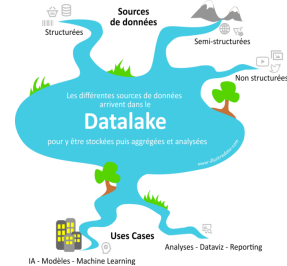 Sources
de données
Structurées
Semi-structurées
Non structurées
Les différentes sources de données
arrivent dans le
Datalake
pour y être stockées puis aggrégées et analysées
Uses Cases
Analyses - Dataviz - Reporting
IA - Modèles - Machine Learning